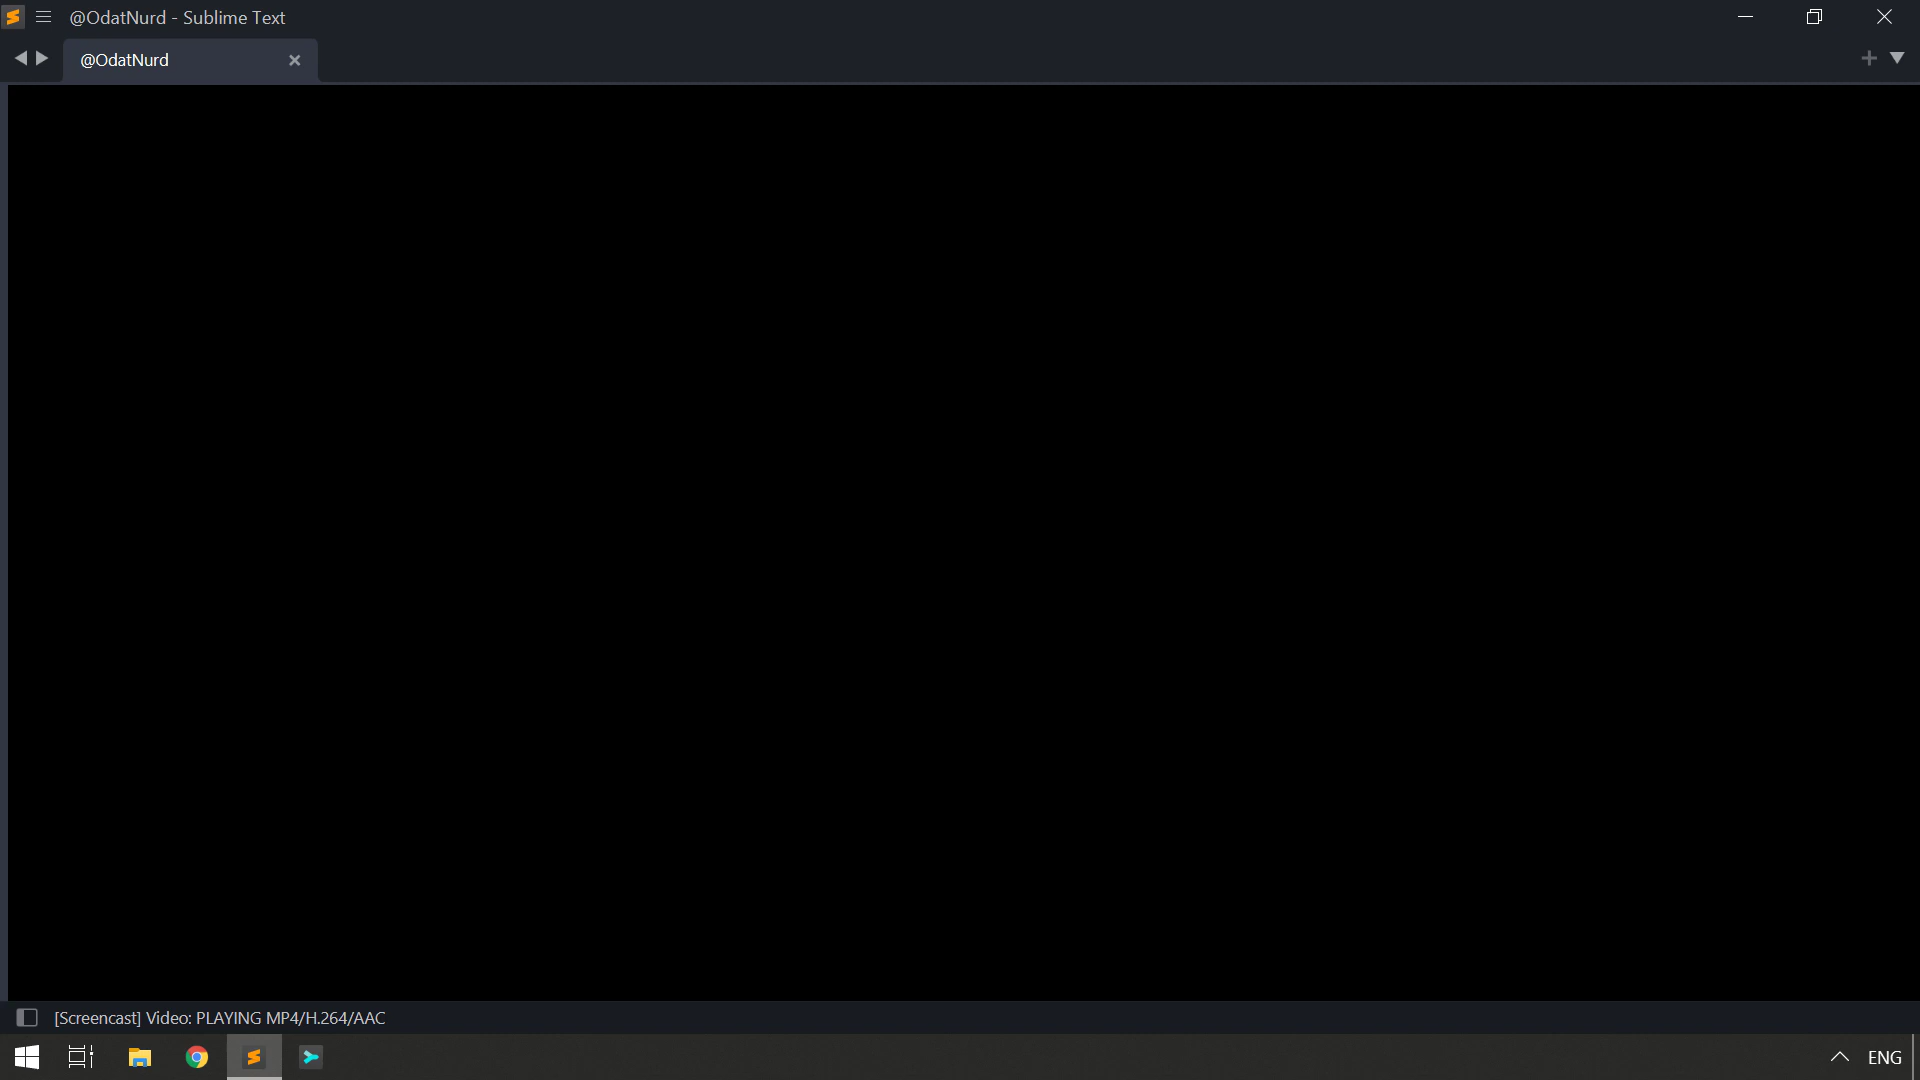 @OdatNurd - Sublime Text
@OdatNurd
[Screencast] Video: PLAYING MP4/H.264/AAC
ENG